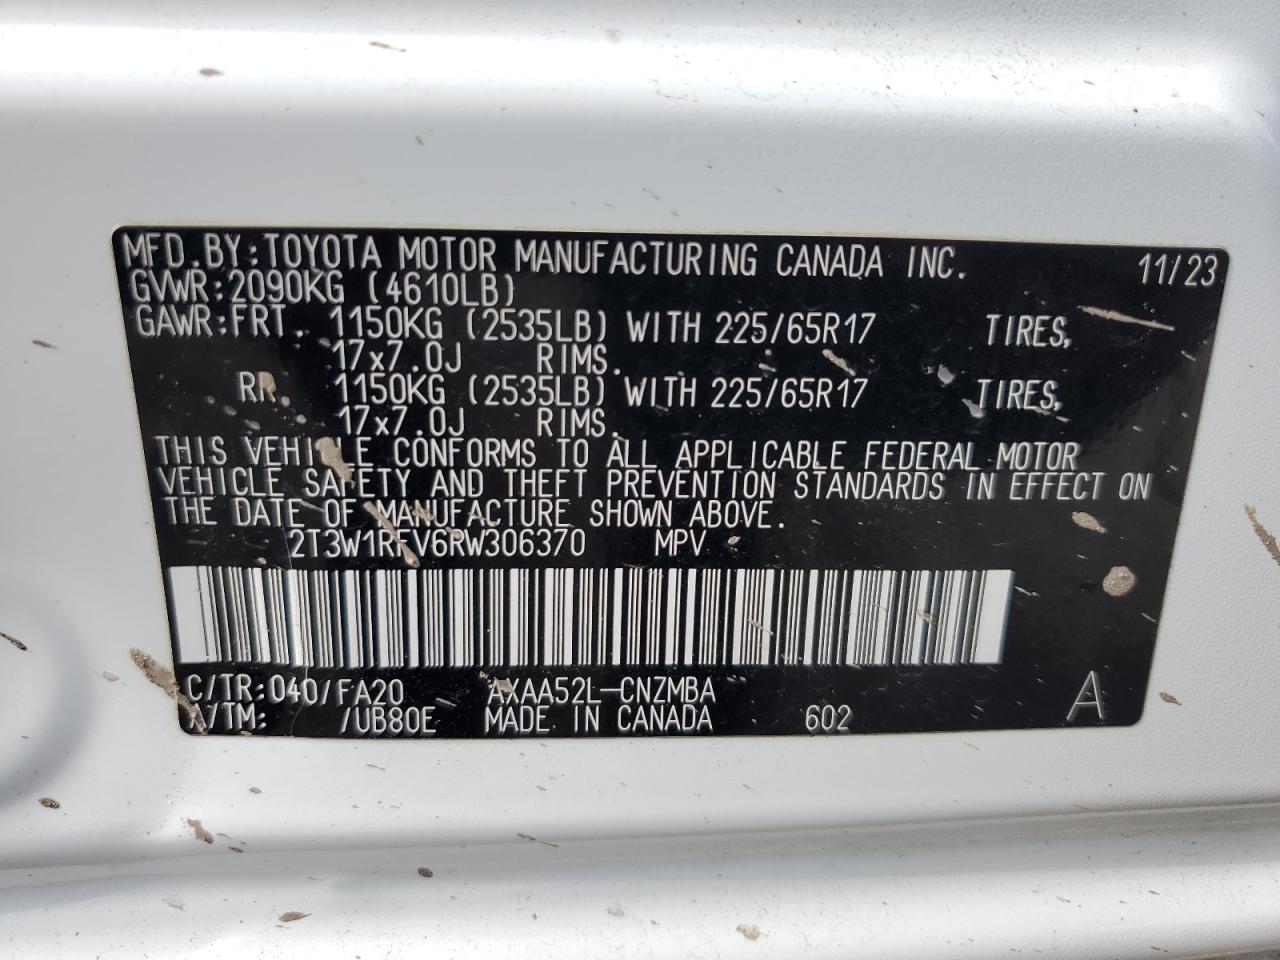 MFD.BY:TOYOTA MOTOR MANUFACTURING CANADA INC. 11/23
GVWR:2090KG (4610LB)
GAWR:FRT. 1150KG (2535LB) WITH 225/65R17 TIRES,
17x7.0J RIMS.
RR. 1150KG (2535LB) WITH 225/65R17 TIRES,
17x7.0J RIMS.
THIS VEHICLE CONFORMS TO ALL APPLICABLE FEDERAL MOTOR
VEHICLE SAFETY AND THEFT PREVENTION STANDARDS IN EFFECT ON
THE DATE OF MANUFACTURE SHOWN ABOVE.
2T3W1RFV6RW306370 MPV
C/TR:040/FA20 AXAA52L-CNZMBA
A/TM: /UB80E MADE IN CANADA 602 A